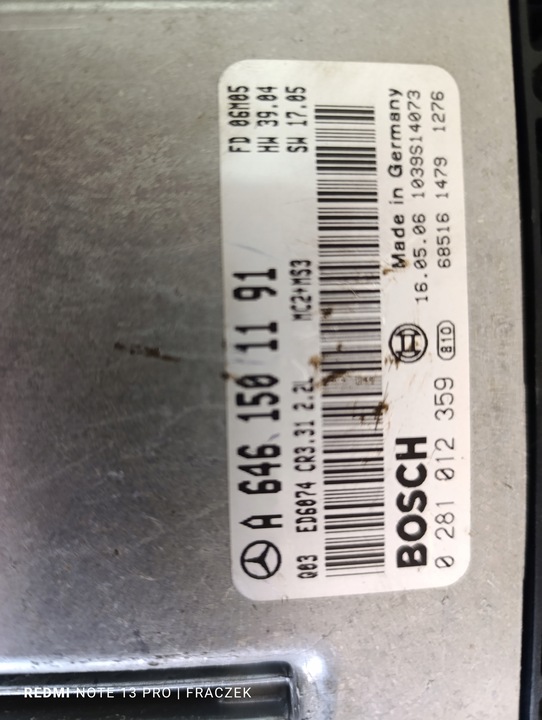 A 646 150 11 91
FD 06M05
HW 39.04
SW 17.05
Q03 ED6074 CR3.31 2.2L MC2+MS3
BOSCH
Made in Germany
0 281 012 359
810
16.05.06 1039S14073
68516 1479 1276
REDMI NOTE 13 PRO | FRACZEK